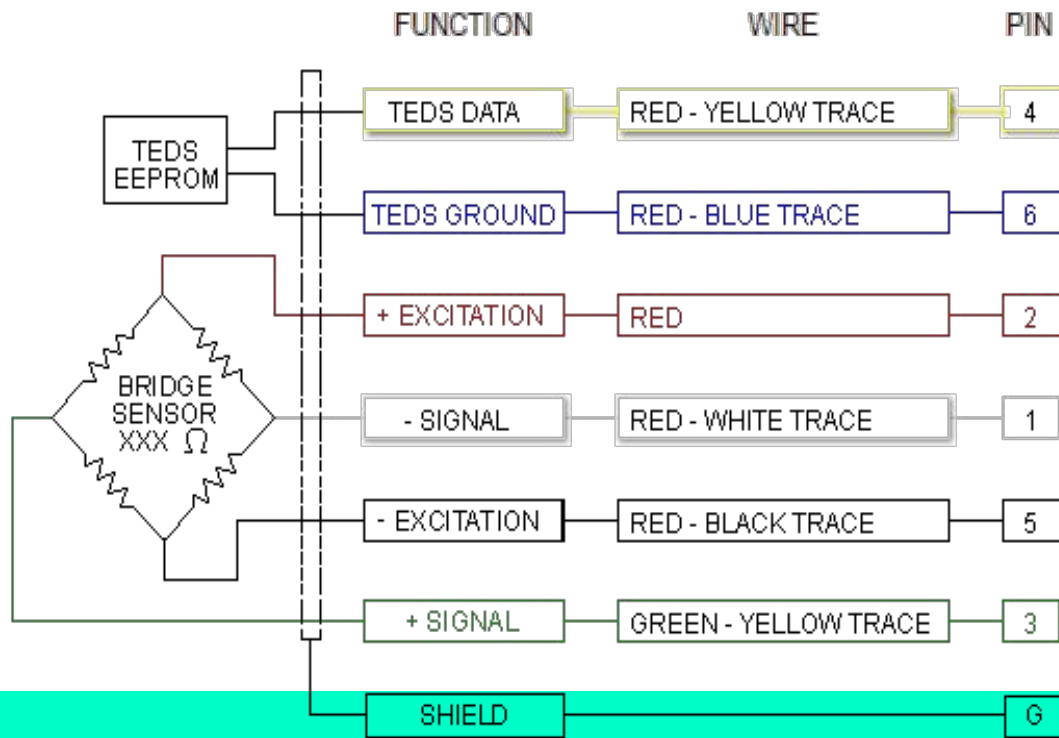 FUNCTION WIRE PIN
TEDS DATA RED - YELLOW TRACE 4
TEDS
EEPROM
TEDS GROUND RED - BLUE TRACE 6
+ EXCITATION RED 2
BRIDGE
SENSOR
XXX Ω
- SIGNAL RED - WHITE TRACE 1
- EXCITATION RED - BLACK TRACE 5
+ SIGNAL GREEN - YELLOW TRACE 3
SHIELD G